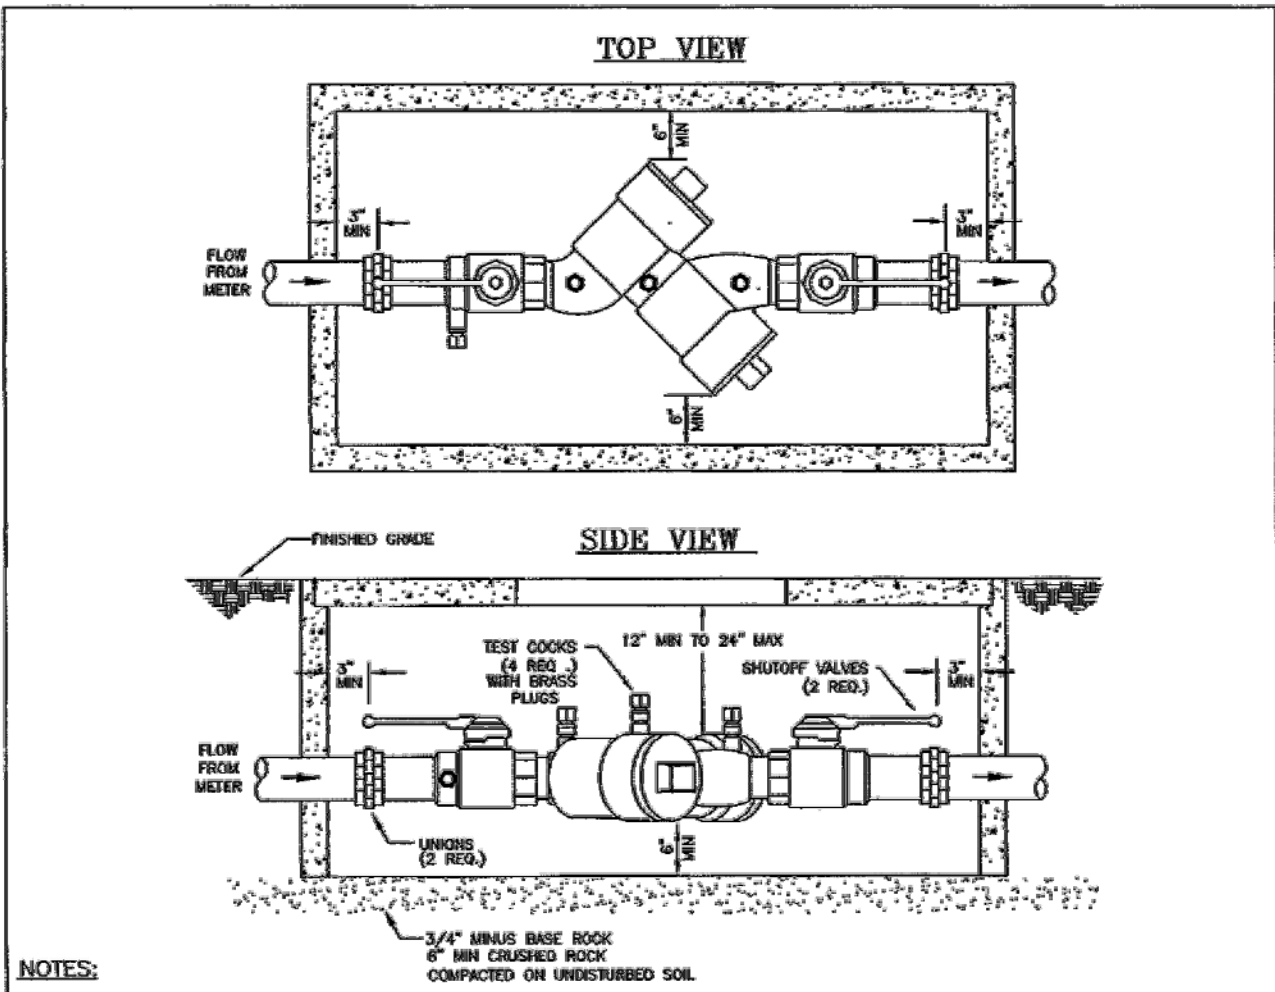 TOP VIEW
6"
MIN
3"
MIN
3"
MIN
FLOW
FROM
METER
6"
MIN
FINISHED GRADE
SIDE VIEW
12" MIN TO 24" MAX
TEST COCKS
(4 REQ .)
WITH BRASS
PLUGS
SHUTOFF VALVES
(2 REQ.)
3"
MIN
3"
MIN
FLOW
FROM
METER
UNIONS
(2 REQ.)
6"
MIN
3/4" MINUS BASE ROCK
6" MIN CRUSHED ROCK
COMPACTED ON UNDISTURBED SOIL
NOTES: